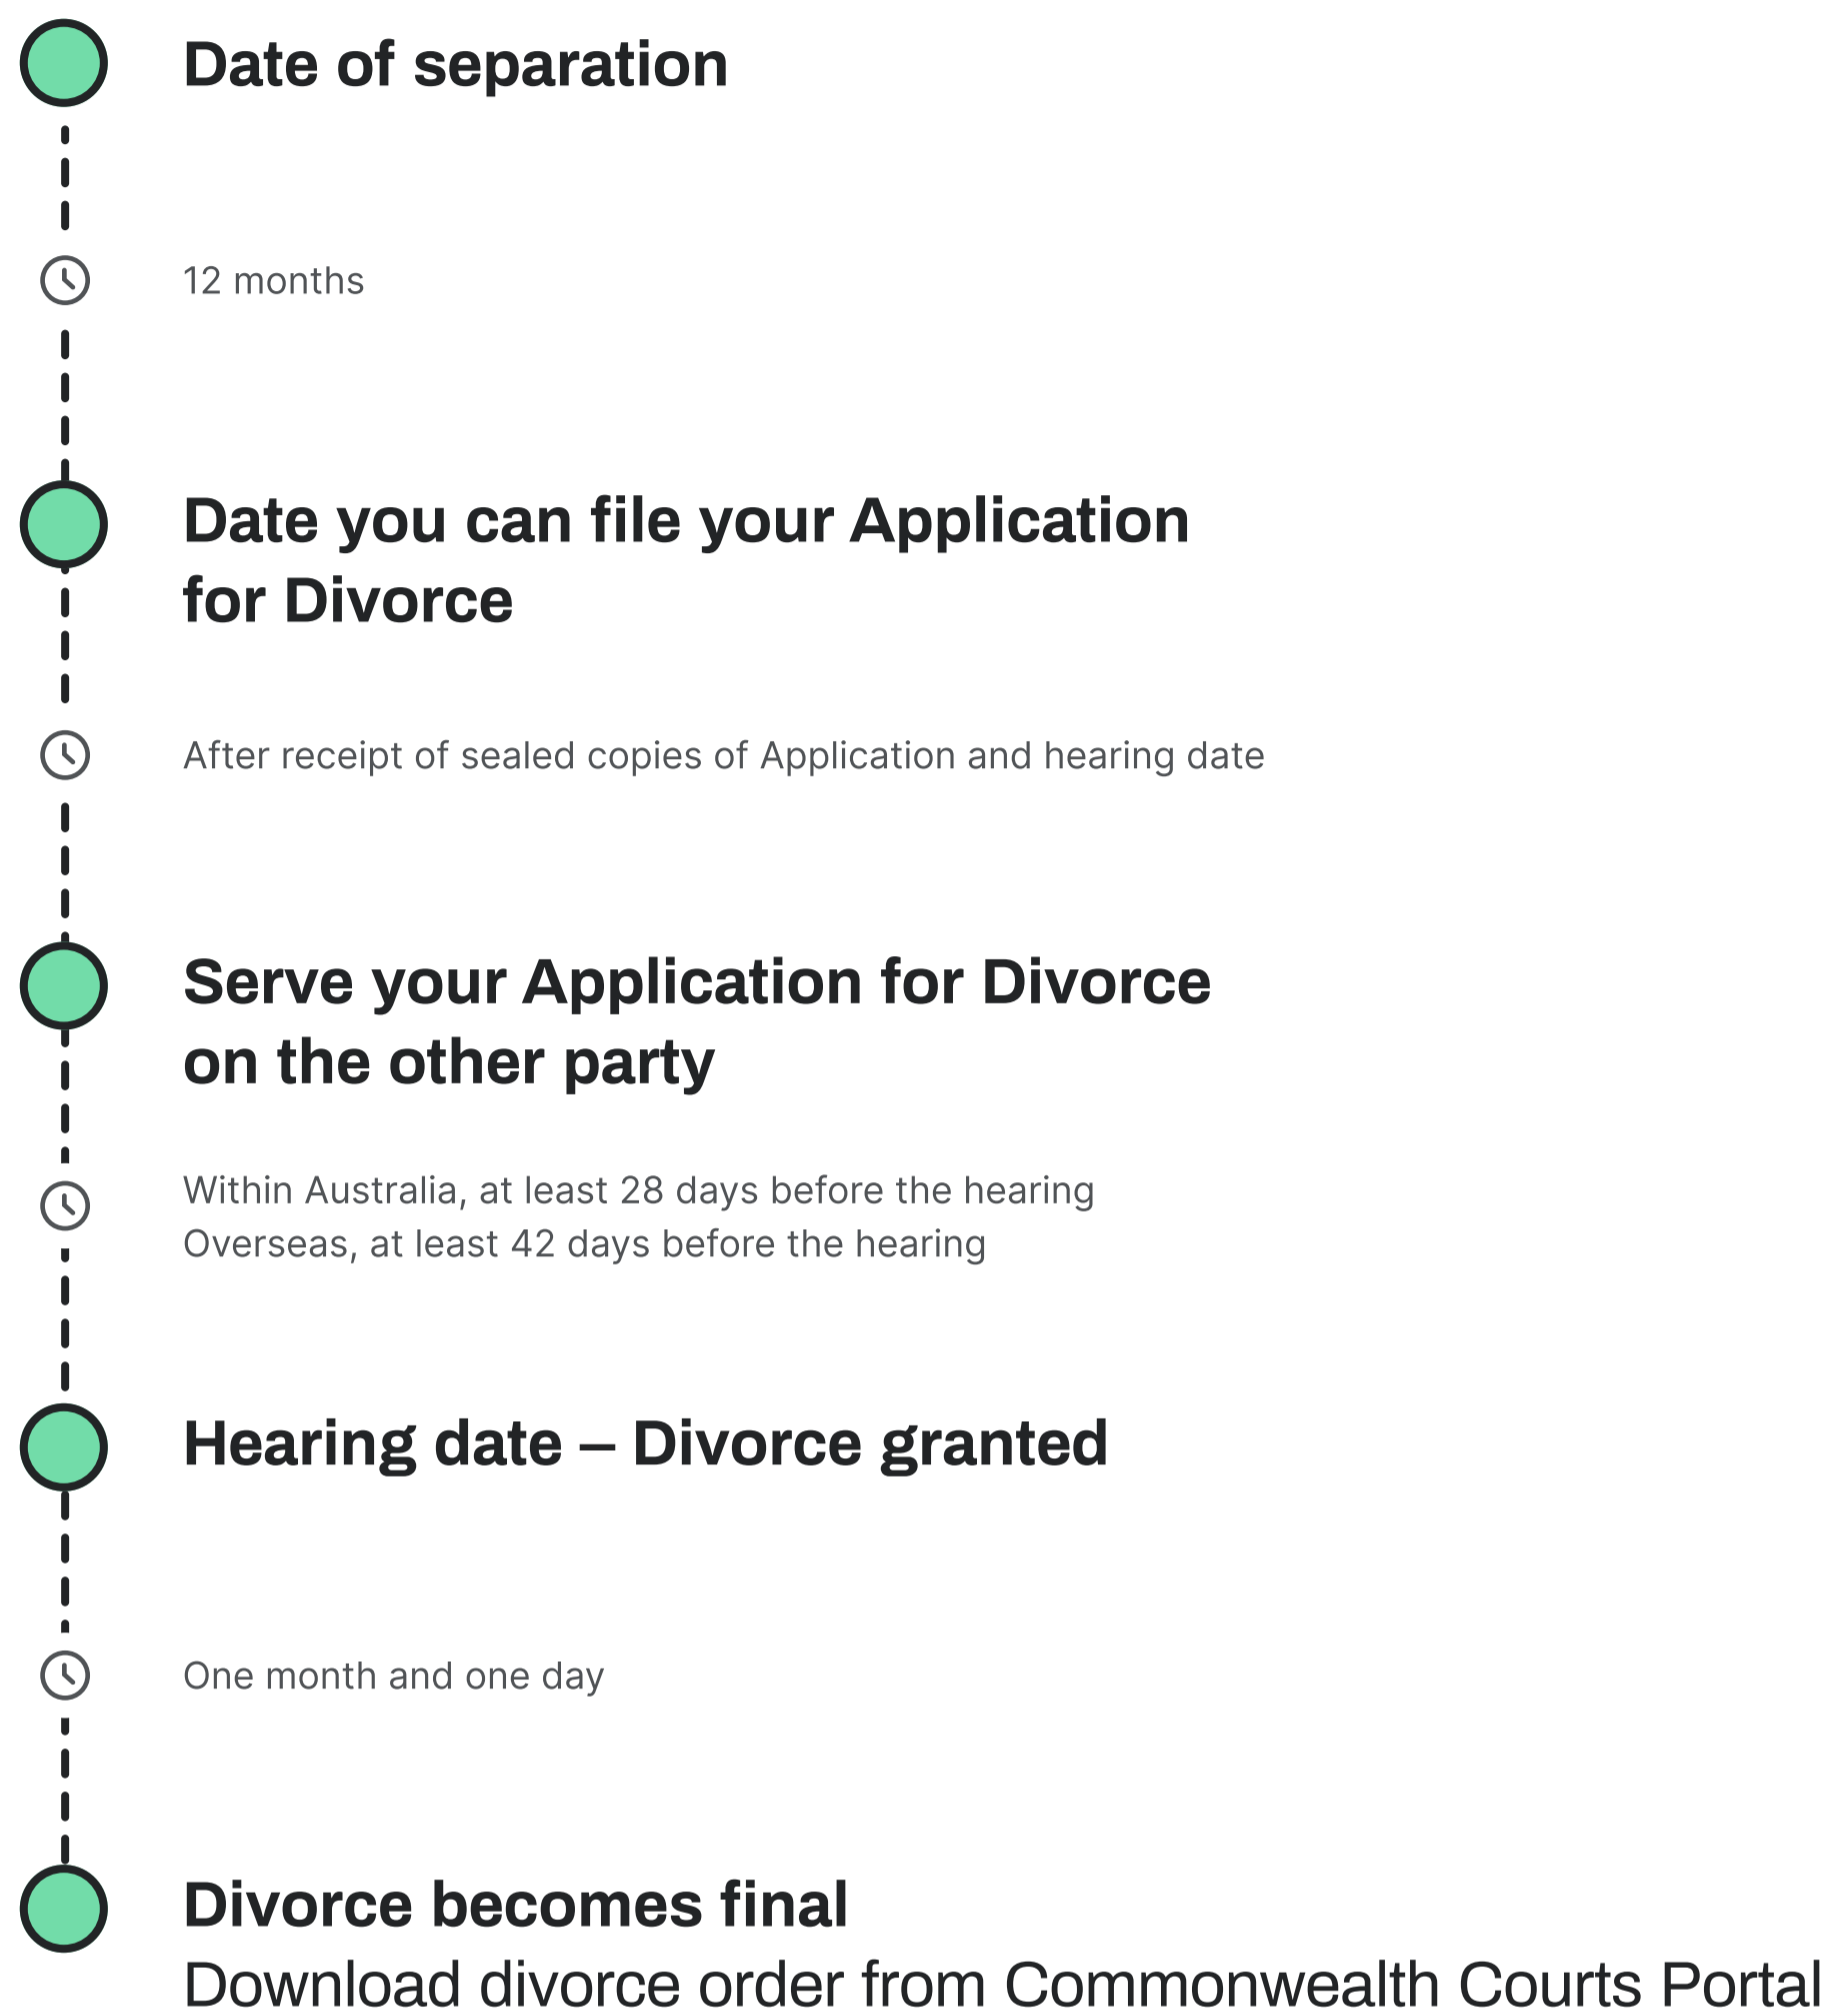 Date of separation
12 months
Date you can file your Application
for Divorce
After receipt of sealed copies of Application and hearing date
Serve your Application for Divorce
on the other party
Within Australia, at least 28 days before the hearing
Overseas, at least 42 days before the hearing
Hearing date – Divorce granted
One month and one day
Divorce becomes final
Download divorce order from Commonwealth Courts Portal